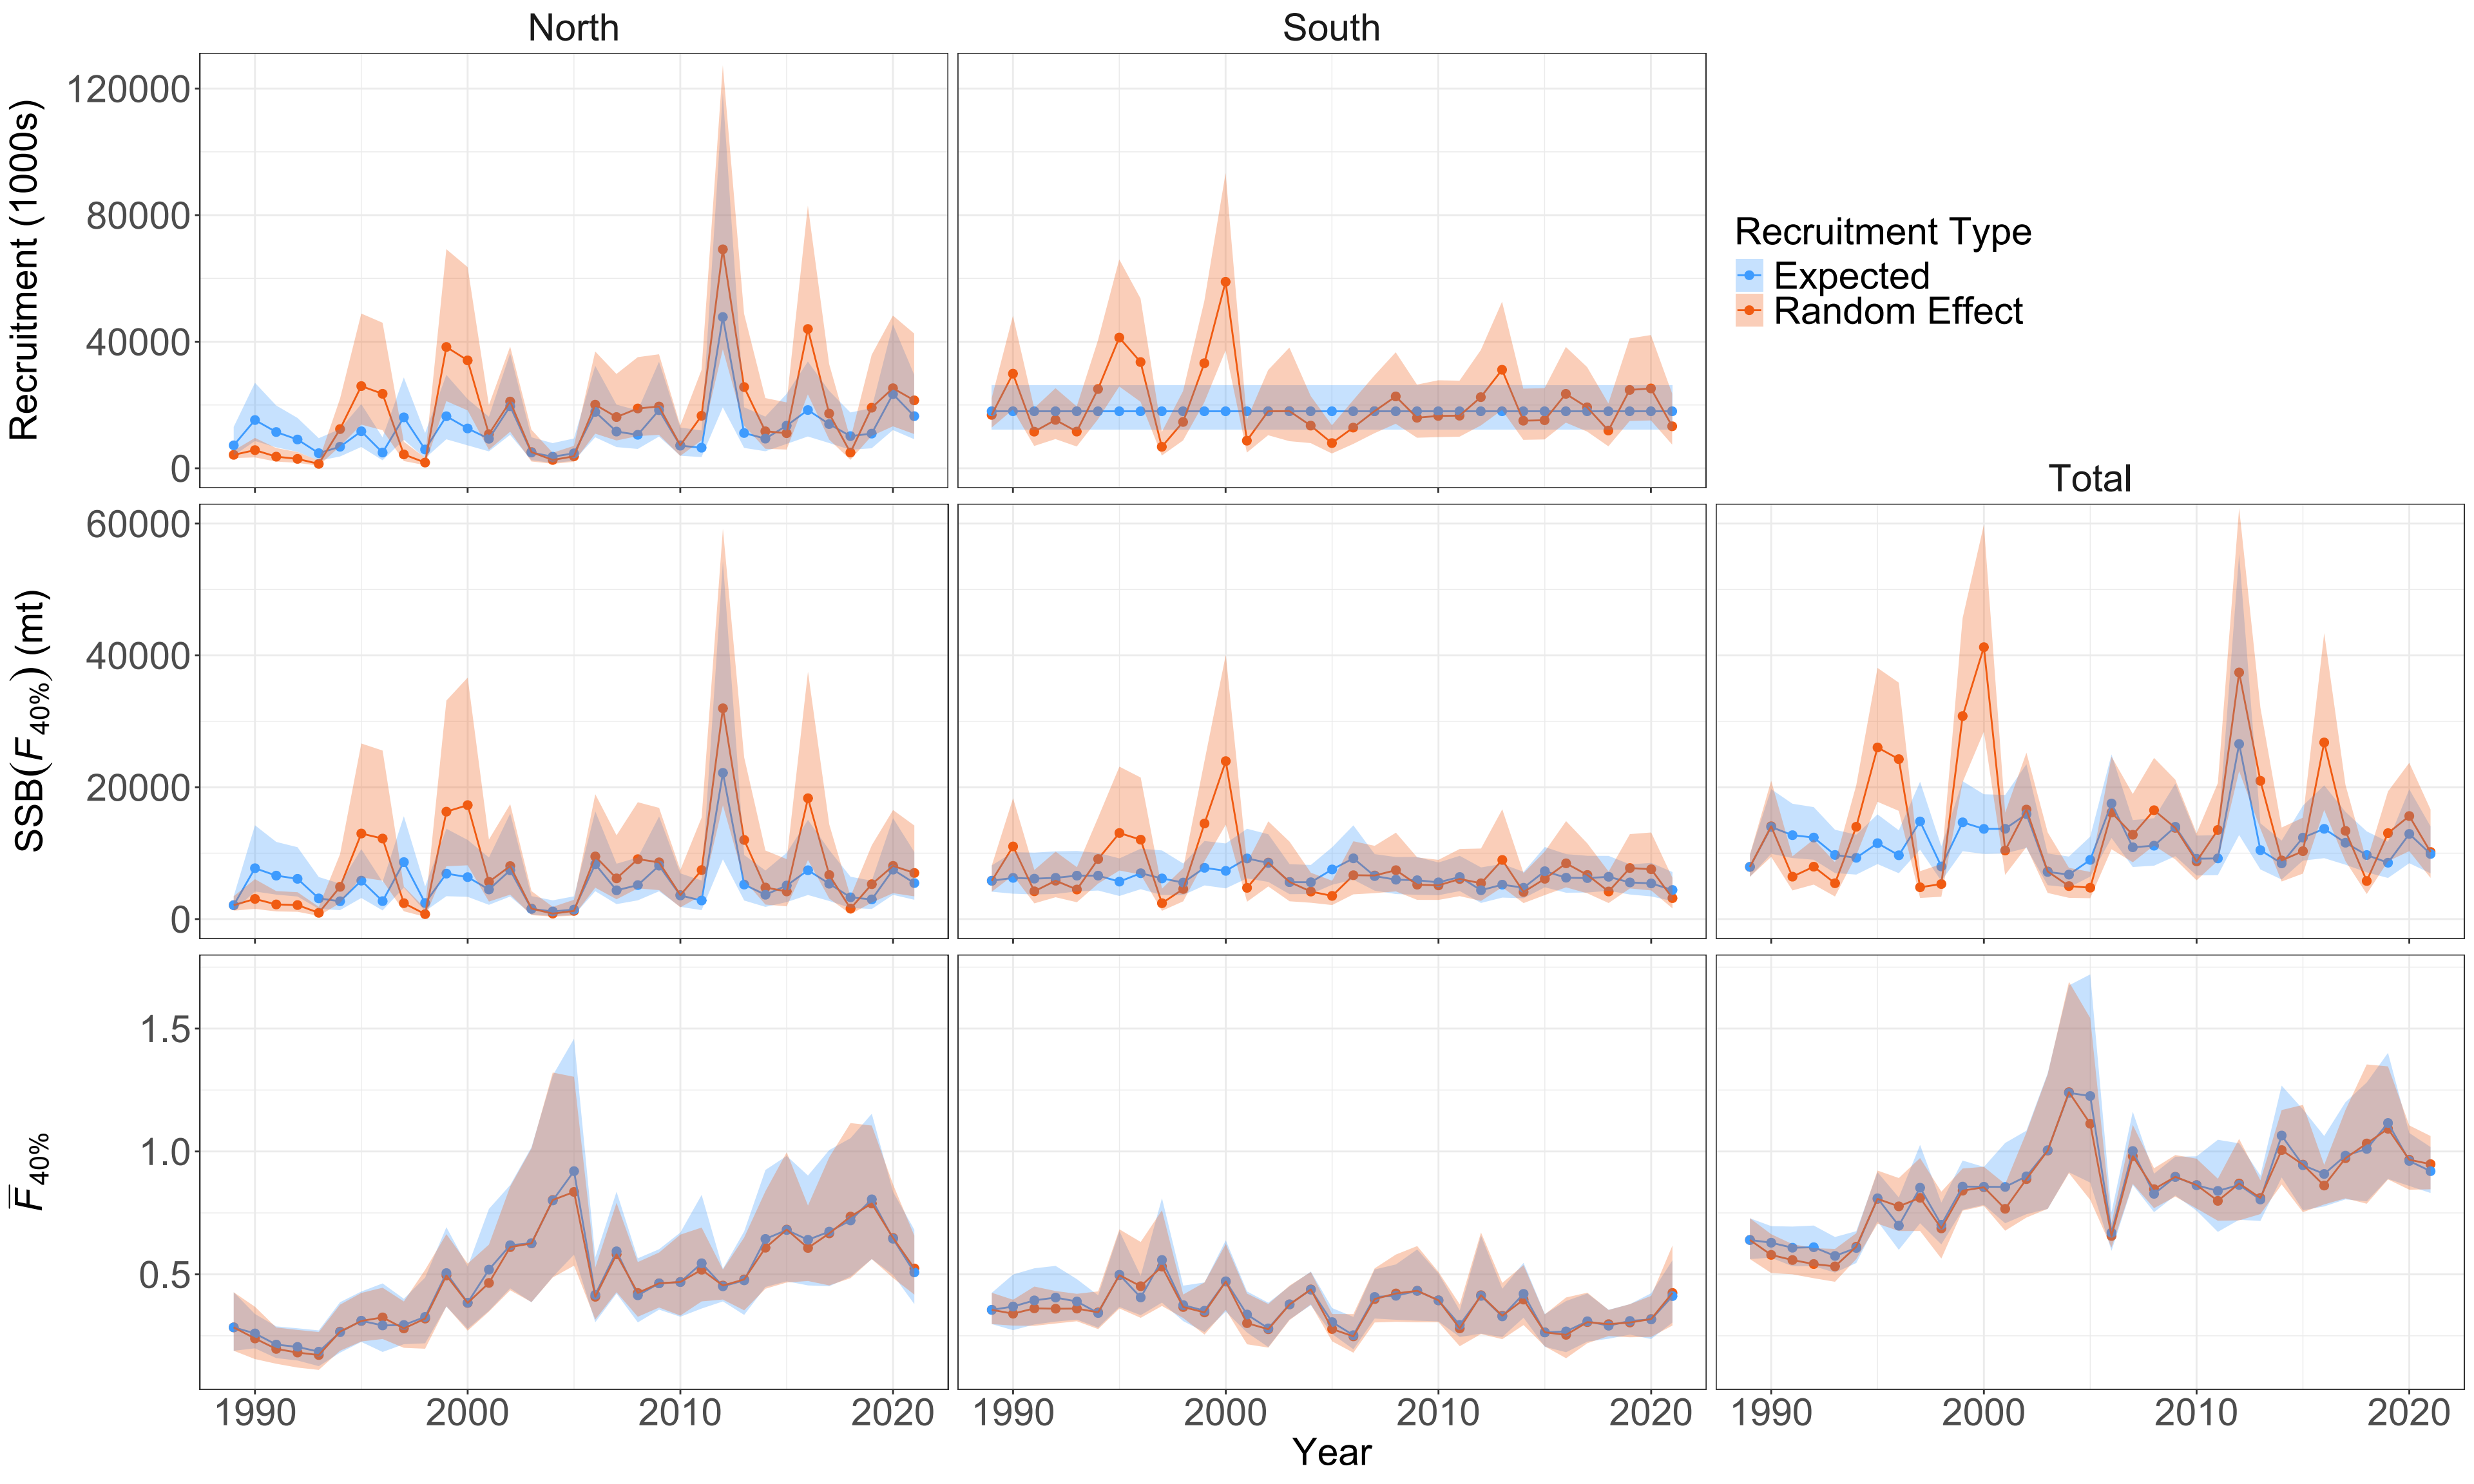 North
South
Recruitment (1000s)
120000
80000
40000
0
Recruitment Type
Expected
Random Effect
Total
SSB(F40%) (mt)
60000
40000
20000
0
F̅40%
1.5
1.0
0.5
1990 2000 2010 2020 1990 2000 2010 2020 1990 2000 2010 2020
Year